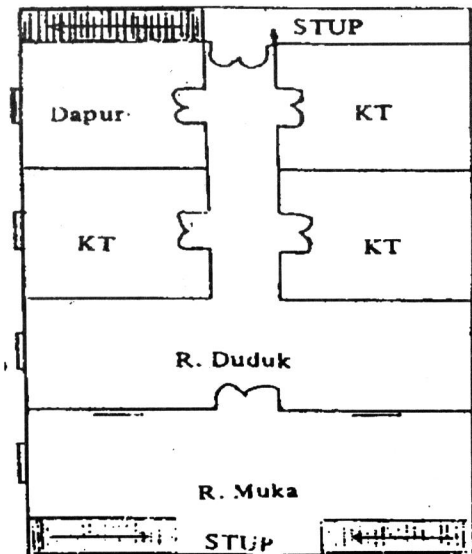 STUP
Dapur
KT
KT
KT
R. Duduk
R. Muka
STUP